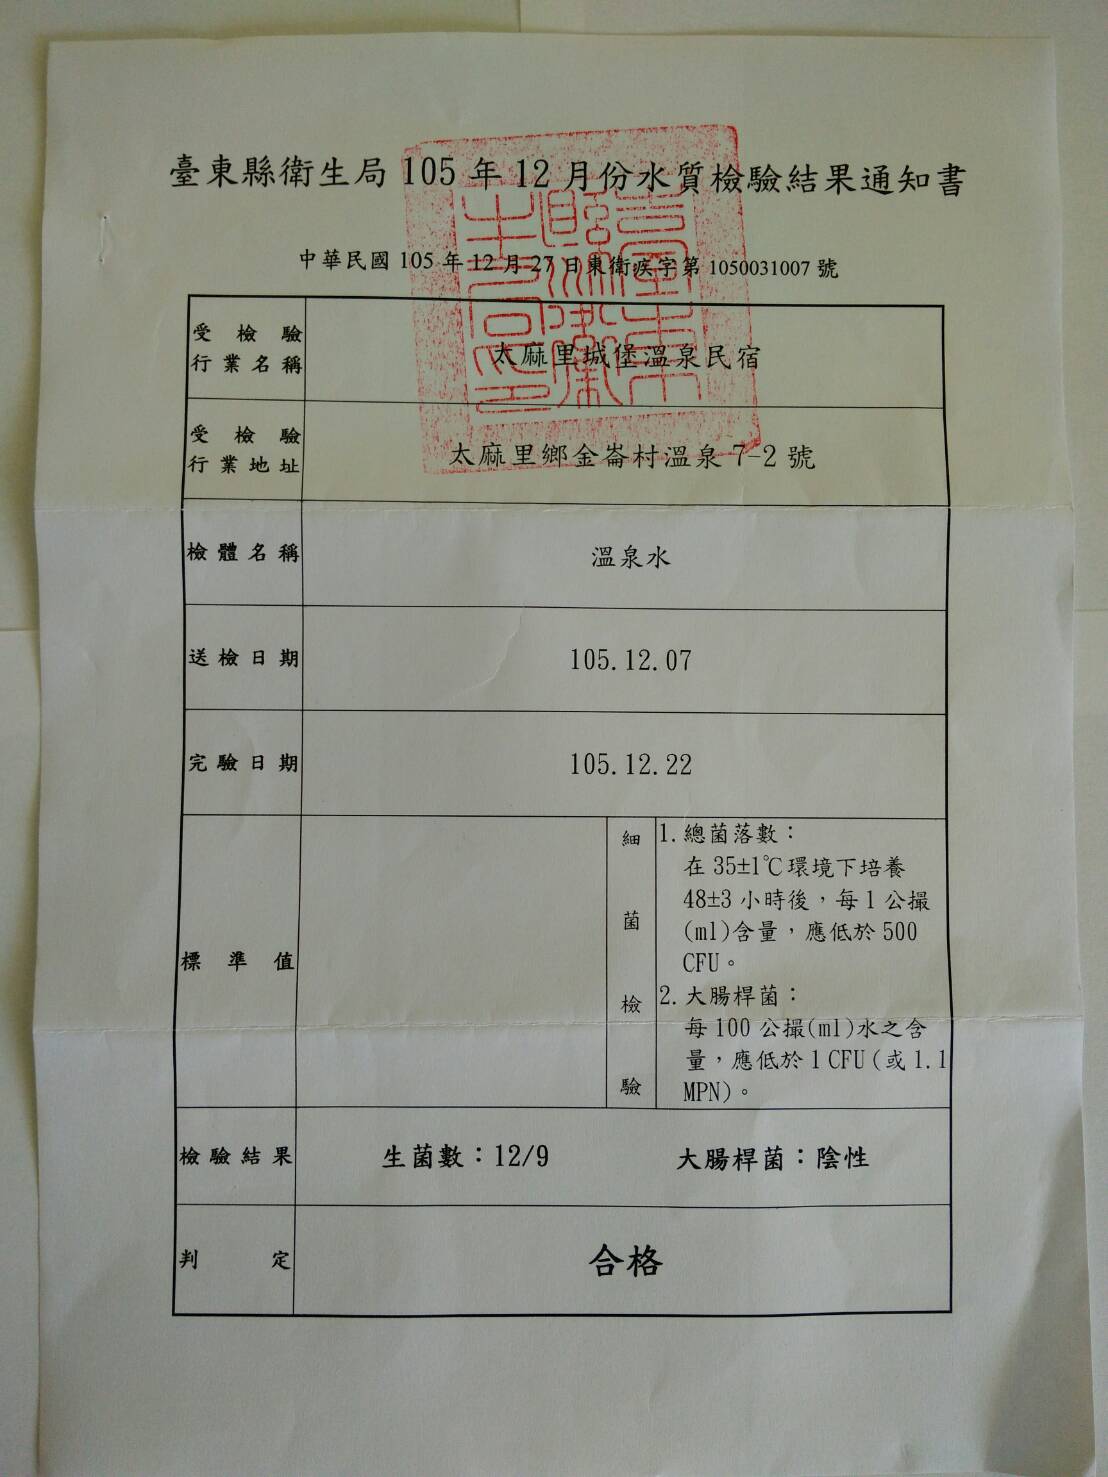 臺東縣衛生局 105 年 12 月份水質檢驗結果通知書
中華民國 105 年 12 月 27 日東衛疾字第 1050031007 號
受檢驗
行業名稱
太麻里城堡溫泉民宿
受檢驗
行業地址
太麻里鄉金崙村溫泉 7-2 號
檢體名稱
溫泉水
送檢日期
105.12.07
完驗日期
105.12.22
標準值
細菌檢驗
1. 總菌落數：
在 35±1℃環境下培養
48±3 小時後，每 1 公撮
(ml)含量，應低於 500
CFU。
2. 大腸桿菌：
每 100 公撮(ml)水之含
量，應低於 1 CFU (或 1.1
MPN)。
檢驗結果
生菌數：12/9 大腸桿菌：陰性
判定
合格